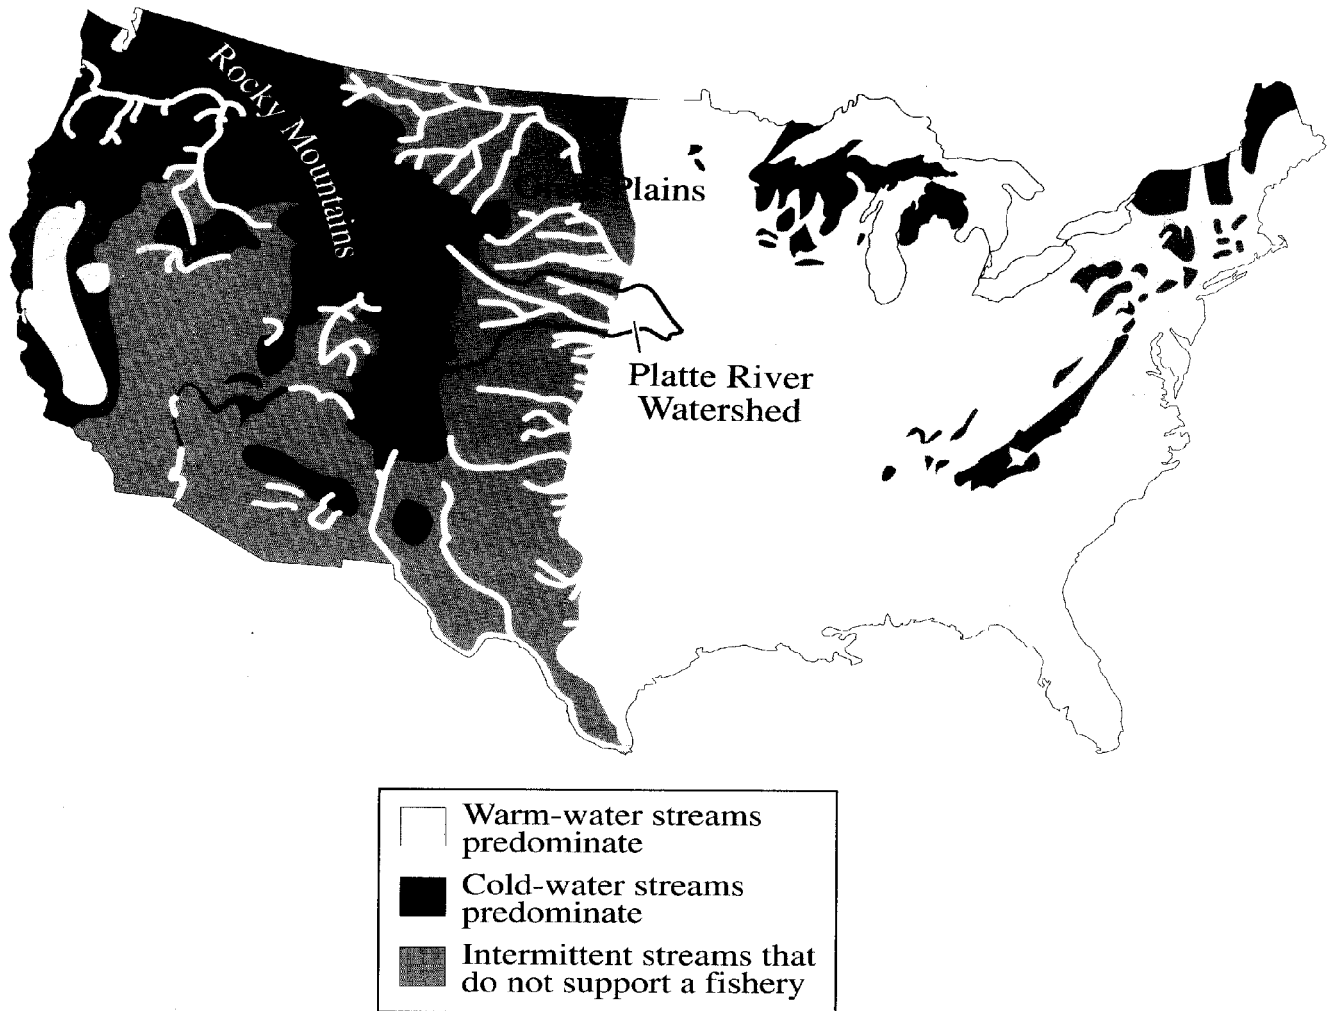 Rocky Mountains
Great Plains
Platte River
Watershed
Warm-water streams
predominate
Cold-water streams
predominate
Intermittent streams that
do not support a fishery